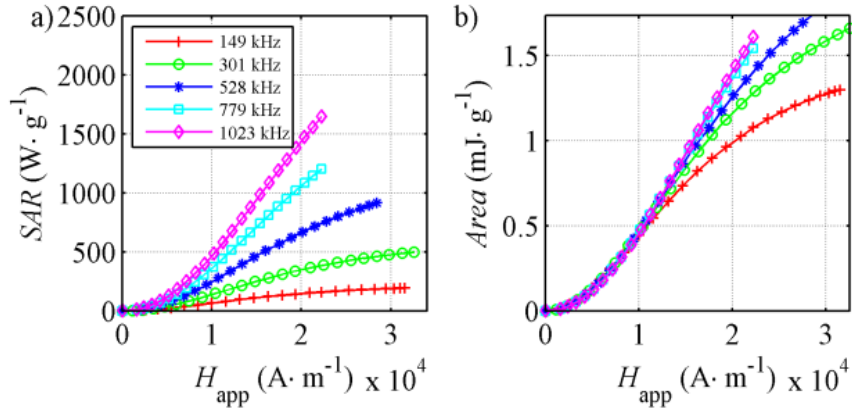 a)
SAR (W· g⁻¹)
2500
2000
1500
1000
500
0
149 kHz
301 kHz
528 kHz
779 kHz
1023 kHz
0 1 2 3
H_app (A· m⁻¹) x 10⁴
b)
Area (mJ· g⁻¹)
1.5
1
0.5
0
0 1 2 3
H_app (A· m⁻¹) x 10⁴